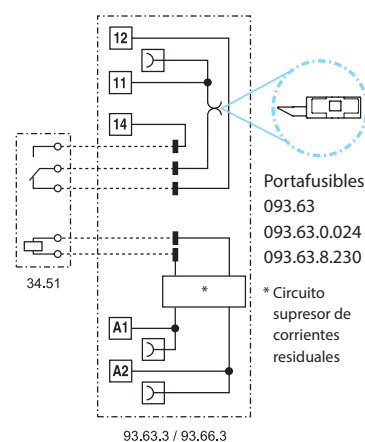 12
11
14
34.51
Portafusibles
093.63
093.63.0.024
093.63.8.230
*
* Circuito
supresor de
corrientes
residuales
A1
A2
93.63.3 / 93.66.3